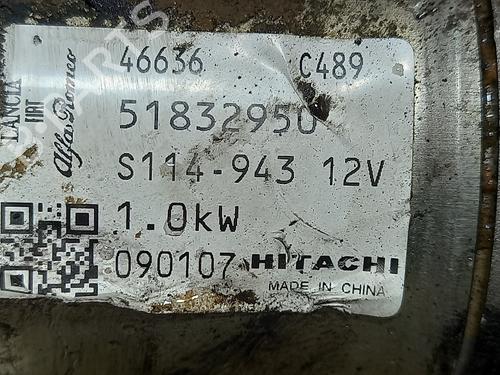 LANCIA
FIAT
Alfa Romeo
46636 C489
51832950
S114-943 12V
1.0kW
090107 HITACHI
MADE IN CHINA